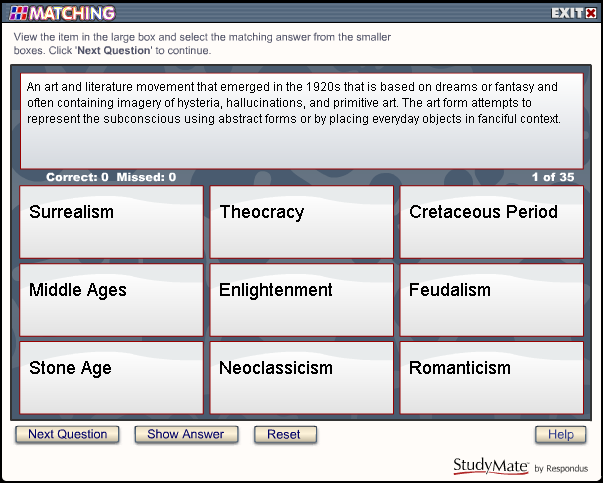 MATCHING
EXIT
View the item in the large box and select the matching answer from the smaller
boxes. Click 'Next Question' to continue.
An art and literature movement that emerged in the 1920s that is based on dreams or fantasy and
often containing imagery of hysteria, hallucinations, and primitive art. The art form attempts to
represent the subconscious using abstract forms or by placing everyday objects in fanciful context.
Correct: 0 Missed: 0
1 of 35
Surrealism
Theocracy
Cretaceous Period
Middle Ages
Enlightenment
Feudalism
Stone Age
Neoclassicism
Romanticism
Next Question
Show Answer
Reset
Help
StudyMate™ by Respondus